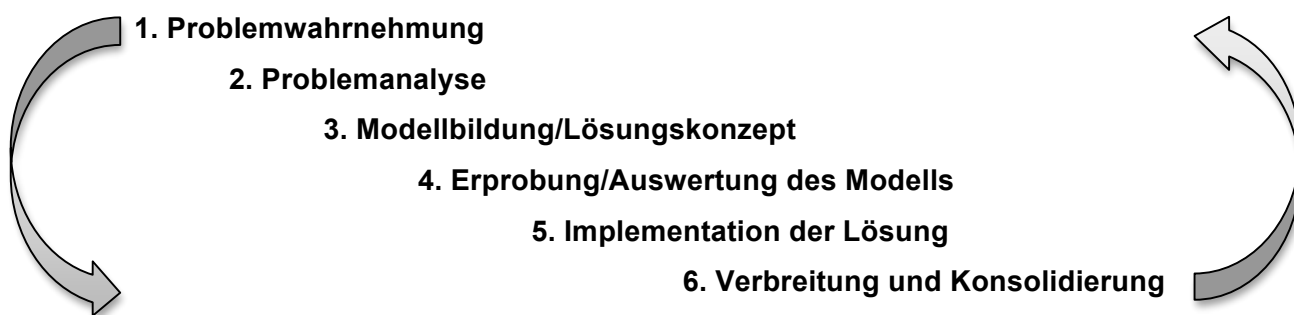 1. Problemwahrnehmung
2. Problemanalyse
3. Modellbildung/Lösungskonzept
4. Erprobung/Auswertung des Modells
5. Implementation der Lösung
6. Verbreitung und Konsolidierung